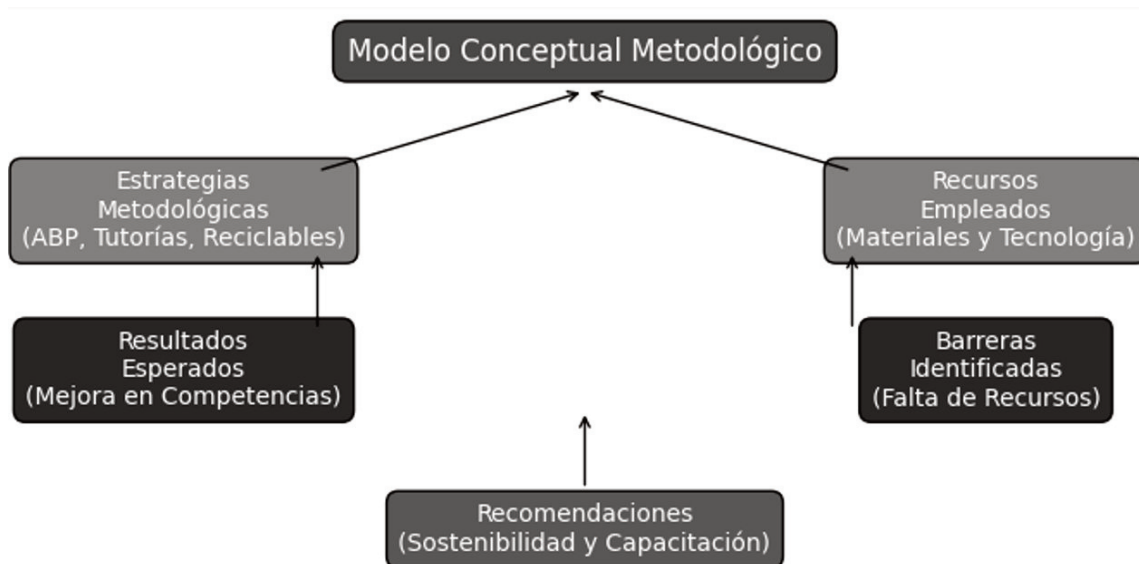 Modelo Conceptual Metodológico
Estrategias
Metodológicas
(ABP, Tutorías, Reciclables)
Recursos
Empleados
(Materiales y Tecnología)
Resultados
Esperados
(Mejora en Competencias)
Barreras
Identificadas
(Falta de Recursos)
Recomendaciones
(Sostenibilidad y Capacitación)